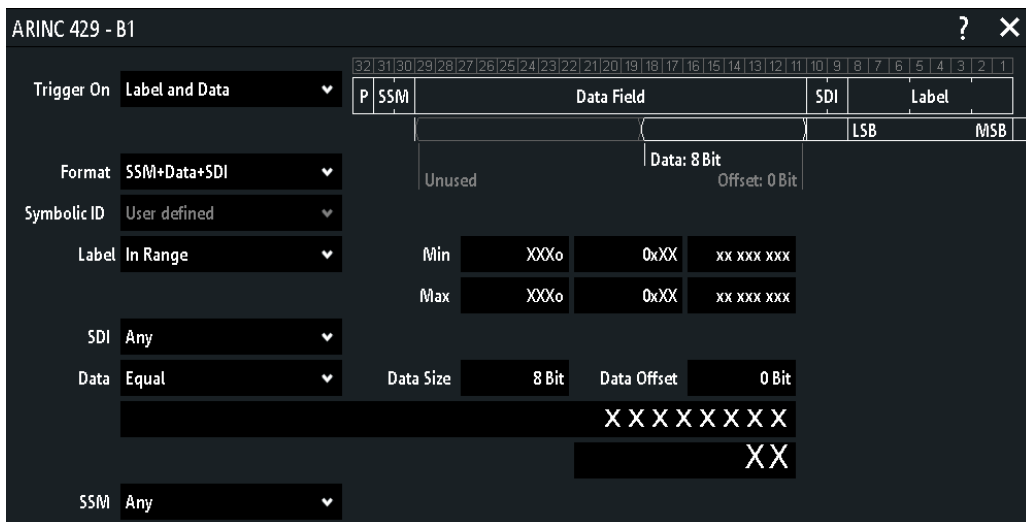 ARINC 429 - B1 ? X
32 31 30 29 28 27 26 25 24 23 22 21 20 19 18 17 16 15 14 13 12 11 10 9 8 7 6 5 4 3 2 1
Trigger On Label and Data P SSM Data Field SDI Label
LSB MSB
Data: 8 Bit
Format SSM+Data+SDI Unused Offset: 0 Bit
Symbolic ID User defined
Label In Range Min XXXo 0xXX xx xxx xxx
Max XXXo 0xXX xx xxx xxx
SDI Any
Data Equal Data Size 8 Bit Data Offset 0 Bit
X X X X X X X X
XX
SSM Any